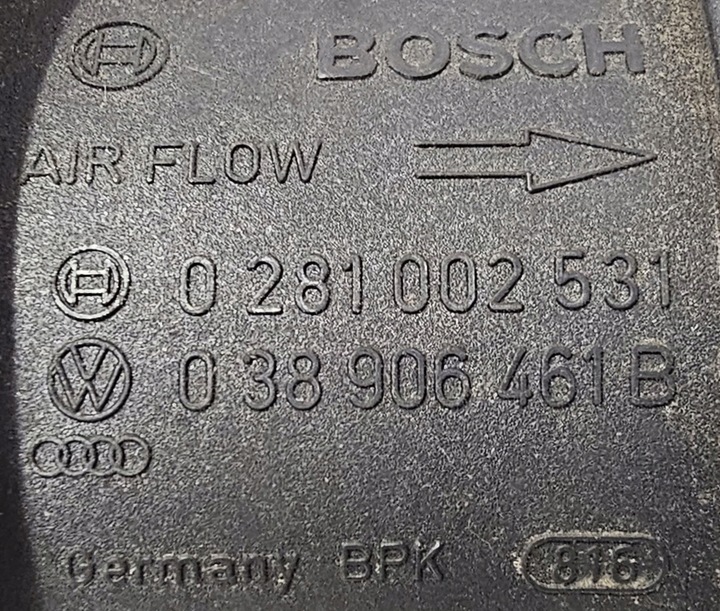 BOSCH
AIR FLOW
0 281 002 531
0 38 906 461 B
Germany BPK 816